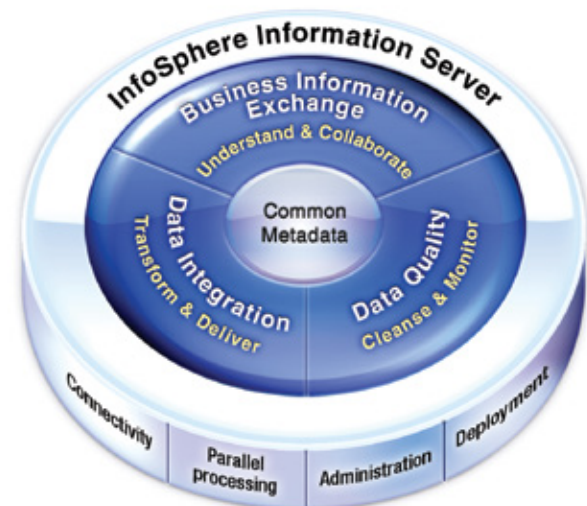 InfoSphere Information Server
Business Information
Exchange
Understand & Collaborate
Common
Metadata
Data Integration
Transform & Deliver
Data Quality
Cleanse & Monitor
Connectivity
Parallel
processing
Administration
Deployment